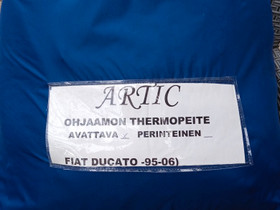 ARTIC
OHJAAMON THERMOPEITE
AVATTAVA _ PERINTEINEN _
FIAT DUCATO -95-06)